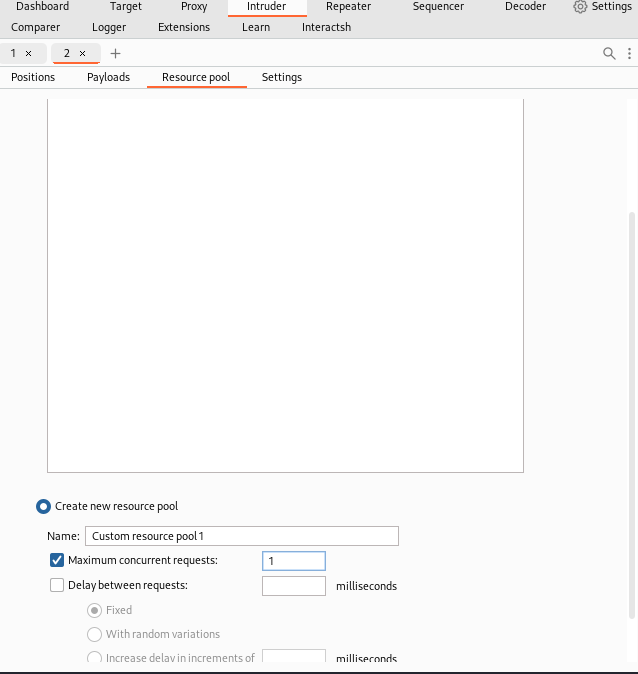 Dashboard Target Proxy Intruder Repeater Sequencer Decoder Settings
Comparer Logger Extensions Learn Interactsh
1 × 2 × +
Positions Payloads Resource pool Settings
Create new resource pool
Name: Custom resource pool 1
Maximum concurrent requests: 1
Delay between requests: milliseconds
Fixed
With random variations
Increase delay in increments of milliseconds